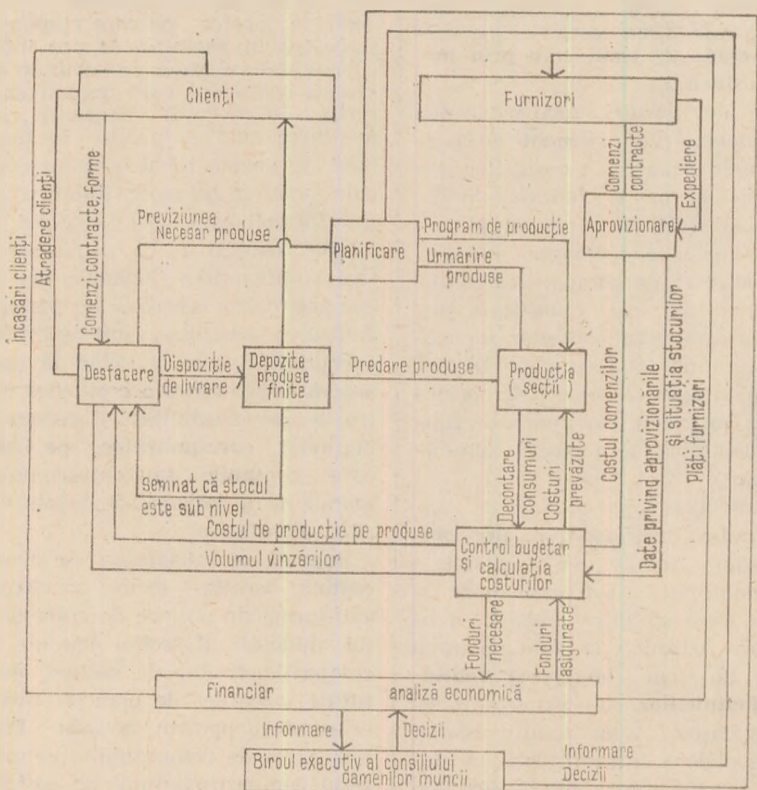 Clienți
Furnizori
Comenzi
contracte
Expediere
Încasări clienți
Atragere clienți
Comenzi, contracte, forme
Previziunea
Necesar produse
Planificare
Program de producție
Urmărire
produse
Aprovizionare
Desfacere
Dispoziție
de livrare
Depozite
produse
finite
Predare produse
Producția
( secții )
Costul comenzilor
Date privind aprovizionările
și situația stocurilor
Plăți furnizori
Semnat că stocul
este sub nivel
Decontare
consumuri
Costuri
prevăzute
Costul de producție pe produse
Volumul vînzărilor
Control bugetar
și calculația
costurilor
Fonduri
necesare
Fonduri
asigurate
Financiar analiză economică
Informare
Decizii
Biroul executiv al consiliului
oamenilor muncii
Informare
Decizii